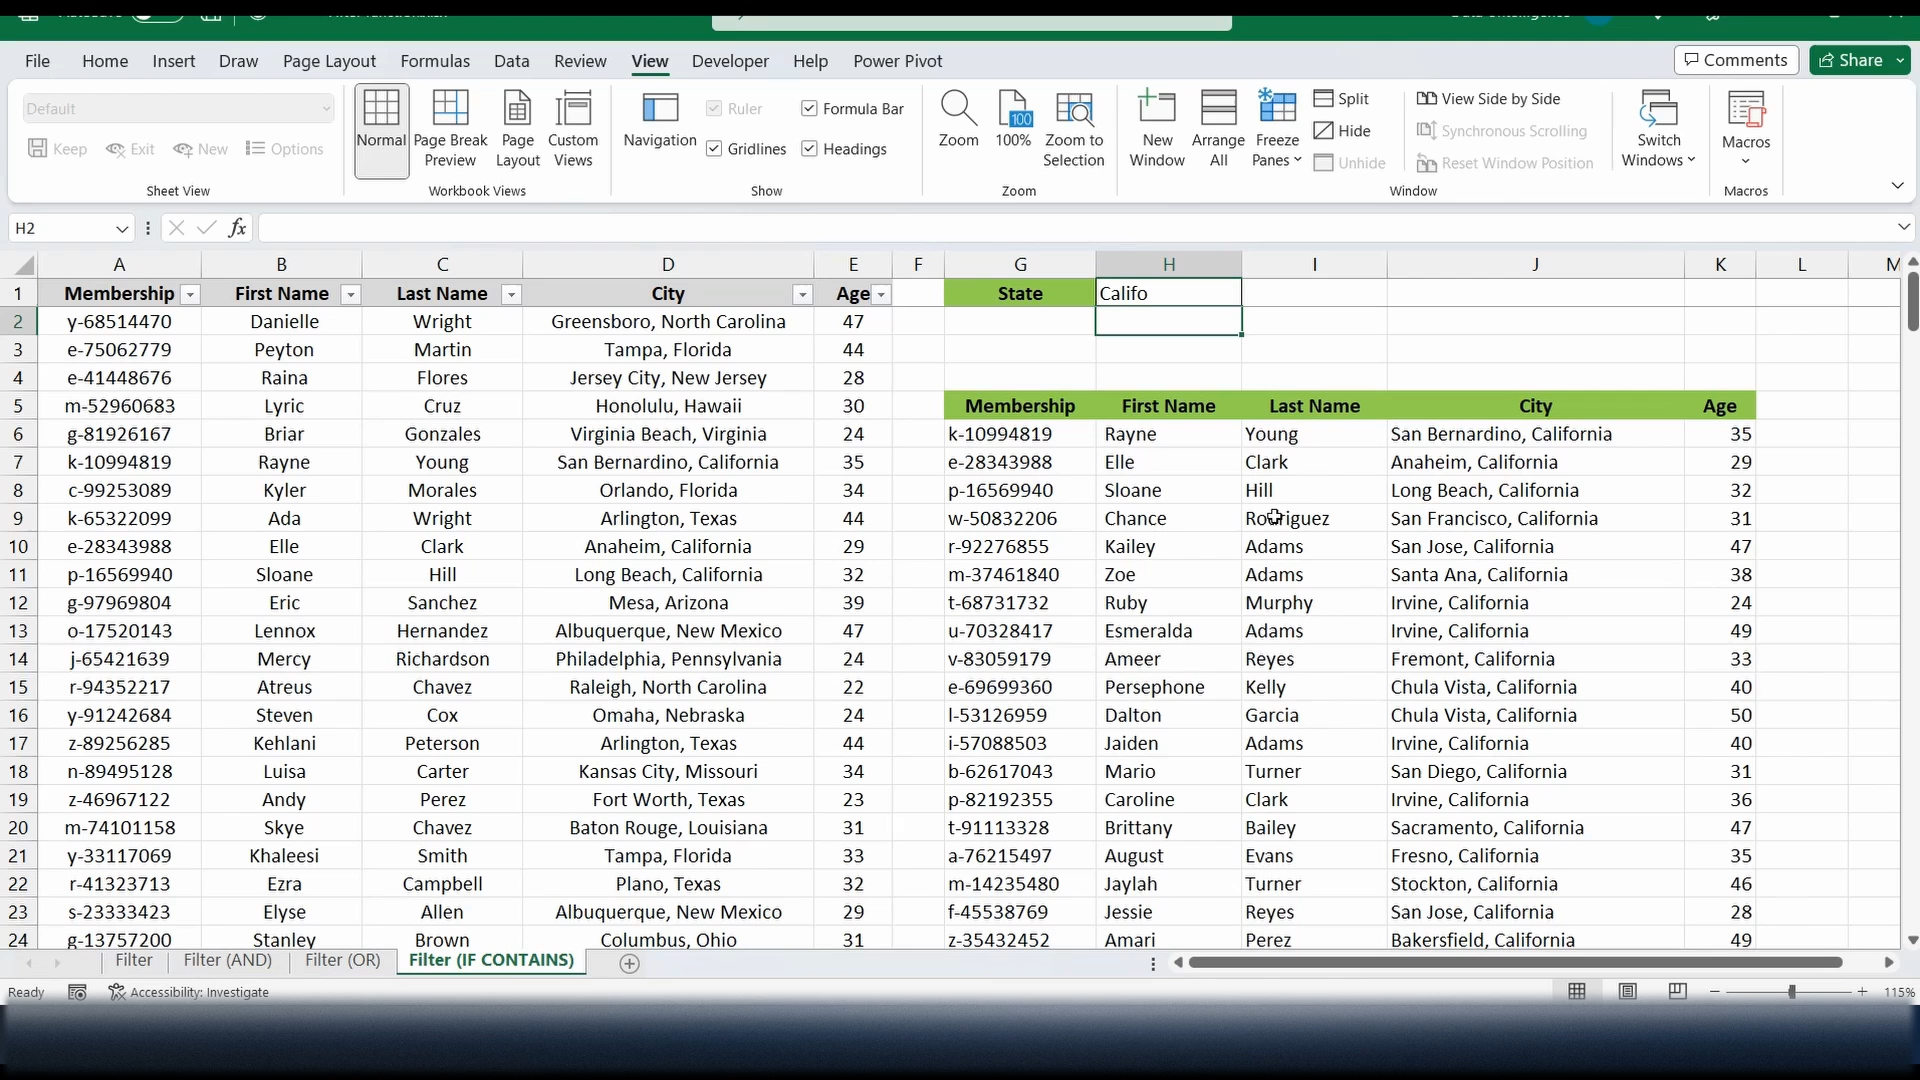 File Home Insert Draw Page Layout Formulas Data Review View Developer Help Power Pivot Comments Share
Default
Keep Exit New Options
Sheet View
Normal Page Break Preview Page Layout Custom Views
Workbook Views
Navigation Ruler Formula Bar
Gridlines Headings
Show
Zoom 100% Zoom to Selection
100
Zoom
New Window Arrange All Freeze Panes Split
Hide
Unhide
View Side by Side
Synchronous Scrolling
Reset Window Position
Switch Windows
Window
Macros
Macros
H2 fx
A B C D E F G H I J K L M
1 Membership First Name Last Name City Age State Califo
2 y-68514470 Danielle Wright Greensboro, North Carolina 47
3 e-75062779 Peyton Martin Tampa, Florida 44
4 e-41448676 Raina Flores Jersey City, New Jersey 28
5 m-52960683 Lyric Cruz Honolulu, Hawaii 30 Membership First Name Last Name City Age
6 g-81926167 Briar Gonzales Virginia Beach, Virginia 24 k-10994819 Rayne Young San Bernardino, California 35
7 k-10994819 Rayne Young San Bernardino, California 35 e-28343988 Elle Clark Anaheim, California 29
8 c-99253089 Kyler Morales Orlando, Florida 34 p-16569940 Sloane Hill Long Beach, California 32
9 k-65322099 Ada Wright Arlington, Texas 44 w-50832206 Chance Rodriguez San Francisco, California 31
10 e-28343988 Elle Clark Anaheim, California 29 r-92276855 Kailey Adams San Jose, California 47
11 p-16569940 Sloane Hill Long Beach, California 32 m-37461840 Zoe Adams Santa Ana, California 38
12 g-97969804 Eric Sanchez Mesa, Arizona 39 t-68731732 Ruby Murphy Irvine, California 24
13 o-17520143 Lennox Hernandez Albuquerque, New Mexico 47 u-70328417 Esmeralda Adams Irvine, California 49
14 j-65421639 Mercy Richardson Philadelphia, Pennsylvania 24 v-83059179 Ameer Reyes Fremont, California 33
15 r-94352217 Atreus Chavez Raleigh, North Carolina 22 e-69699360 Persephone Kelly Chula Vista, California 40
16 y-91242684 Steven Cox Omaha, Nebraska 24 l-53126959 Dalton Garcia Chula Vista, California 50
17 z-89256285 Kehlani Peterson Arlington, Texas 44 i-57088503 Jaiden Adams Irvine, California 40
18 n-89495128 Luisa Carter Kansas City, Missouri 34 b-62617043 Mario Turner San Diego, California 31
19 z-46967122 Andy Perez Fort Worth, Texas 23 p-82192355 Caroline Clark Irvine, California 36
20 m-74101158 Skye Chavez Baton Rouge, Louisiana 31 t-91113328 Brittany Bailey Sacramento, California 47
21 y-33117069 Khaleesi Smith Tampa, Florida 33 a-76215497 August Evans Fresno, California 35
22 r-41323713 Ezra Campbell Plano, Texas 32 m-14235480 Jaylah Turner Stockton, California 46
23 s-23333423 Elyse Allen Albuquerque, New Mexico 29 f-45538769 Jessie Reyes San Jose, California 28
24 g-13757200 Stanley Brown Columbus, Ohio 31 z-35432452 Amari Perez Bakersfield, California 49
Filter Filter (AND) Filter (OR) Filter (IF CONTAINS)
Ready Accessibility: Investigate 115%